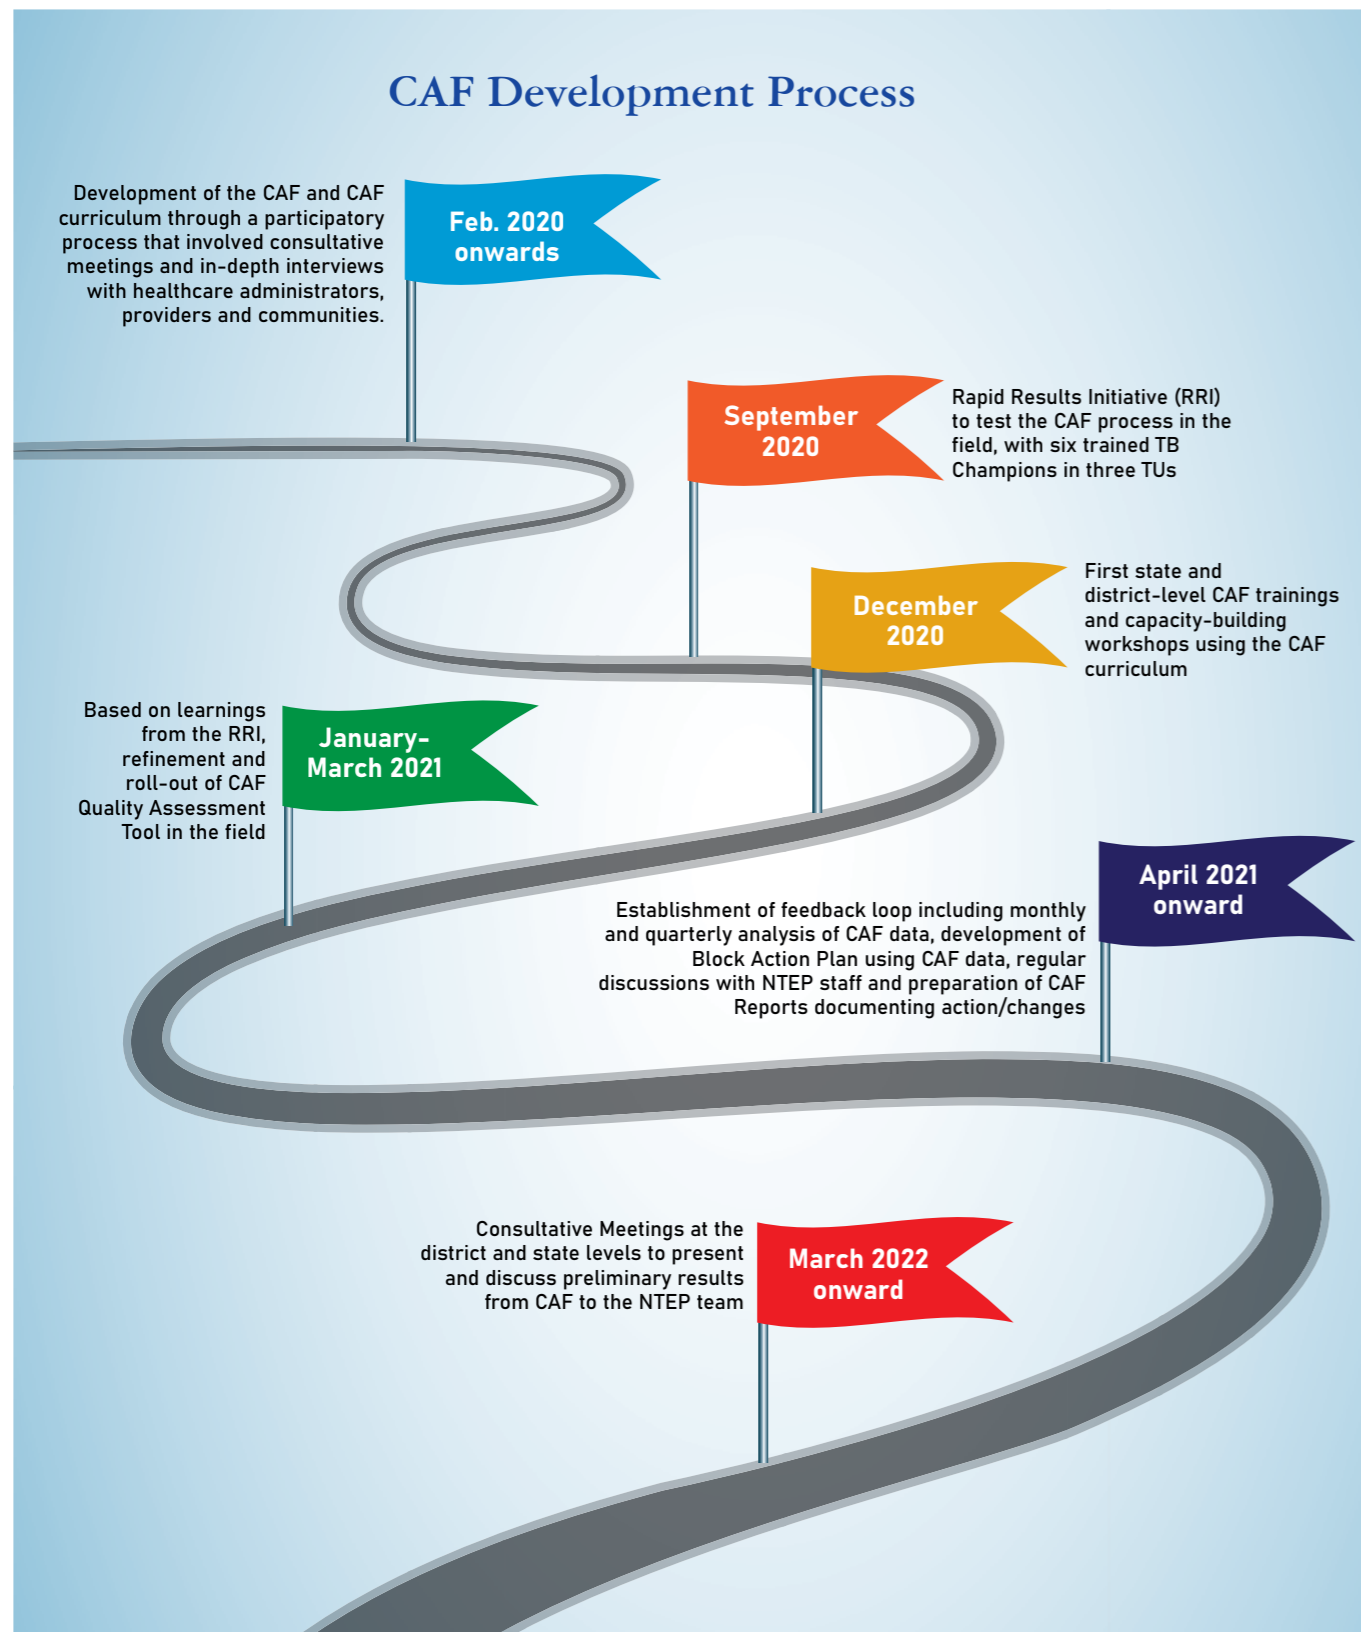 CAF Development Process
Development of the CAF and CAF
curriculum through a participatory
process that involved consultative
meetings and in-depth interviews
with healthcare administrators,
providers and communities.
Feb. 2020
onwards
September
2020
Rapid Results Initiative (RRI)
to test the CAF process in the
field, with six trained TB
Champions in three TUs
December
2020
First state and
district-level CAF trainings
and capacity-building
workshops using the CAF
curriculum
Based on learnings
from the RRI,
refinement and
roll-out of CAF
Quality Assessment
Tool in the field
January-
March 2021
April 2021
onward
Establishment of feedback loop including monthly
and quarterly analysis of CAF data, development of
Block Action Plan using CAF data, regular
discussions with NTEP staff and preparation of CAF
Reports documenting action/changes
Consultative Meetings at the
district and state levels to present
and discuss preliminary results
from CAF to the NTEP team
March 2022
onward